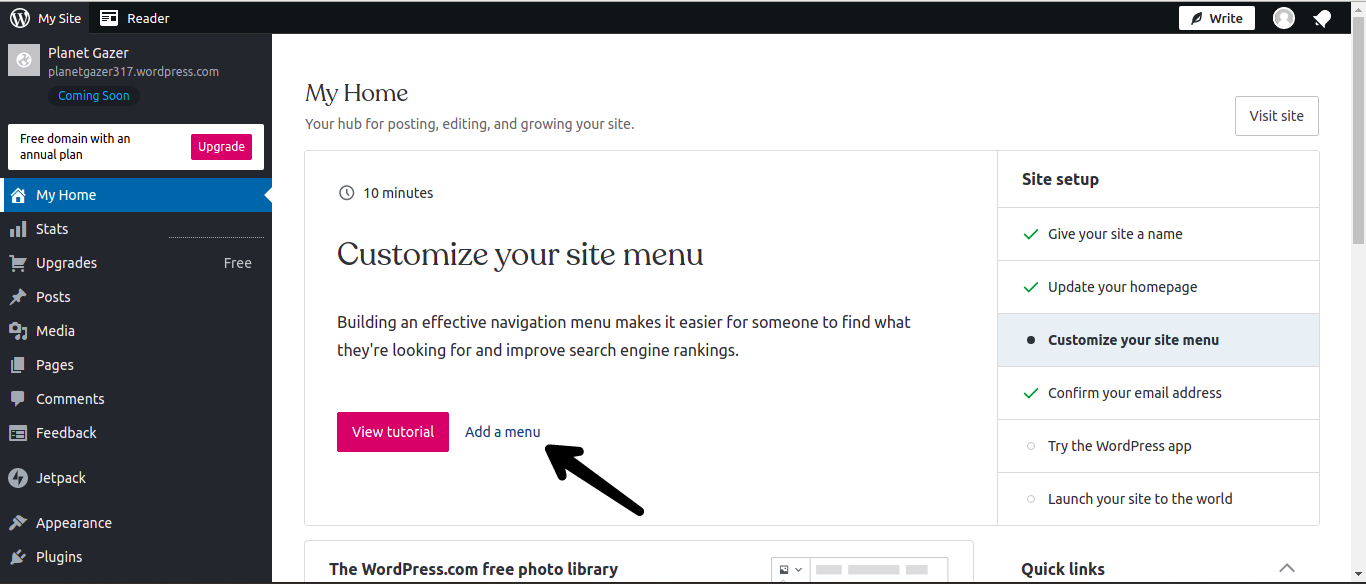 My Site
Reader
Write
Planet Gazer
planetgazer317.wordpress.com
Coming Soon
Free domain with an
annual plan
Upgrade
My Home
Stats
Upgrades
Free
Posts
Media
Pages
Comments
Feedback
Jetpack
Appearance
Plugins
My Home
Your hub for posting, editing, and growing your site.
Visit site
10 minutes
Customize your site menu
Building an effective navigation menu makes it easier for someone to find what
they're looking for and improve search engine rankings.
View tutorial
Add a menu
Site setup
Give your site a name
Update your homepage
Customize your site menu
Confirm your email address
Try the WordPress app
Launch your site to the world
The WordPress.com free photo library
Quick links